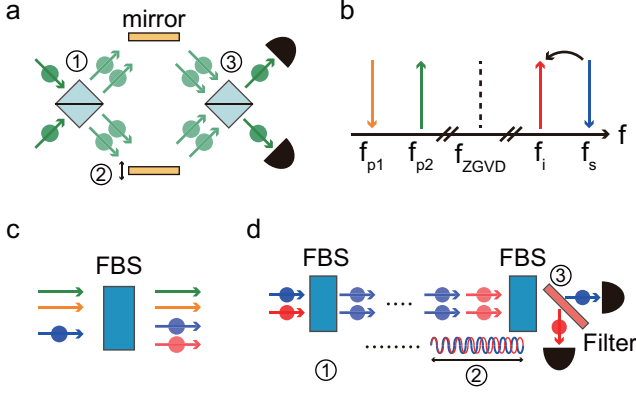 a
mirror
①
③
②
b
f
f_p1
f_p2
f_ZGVD
f_i
f_s
c
FBS
d
FBS
FBS
③
Filter
①
②